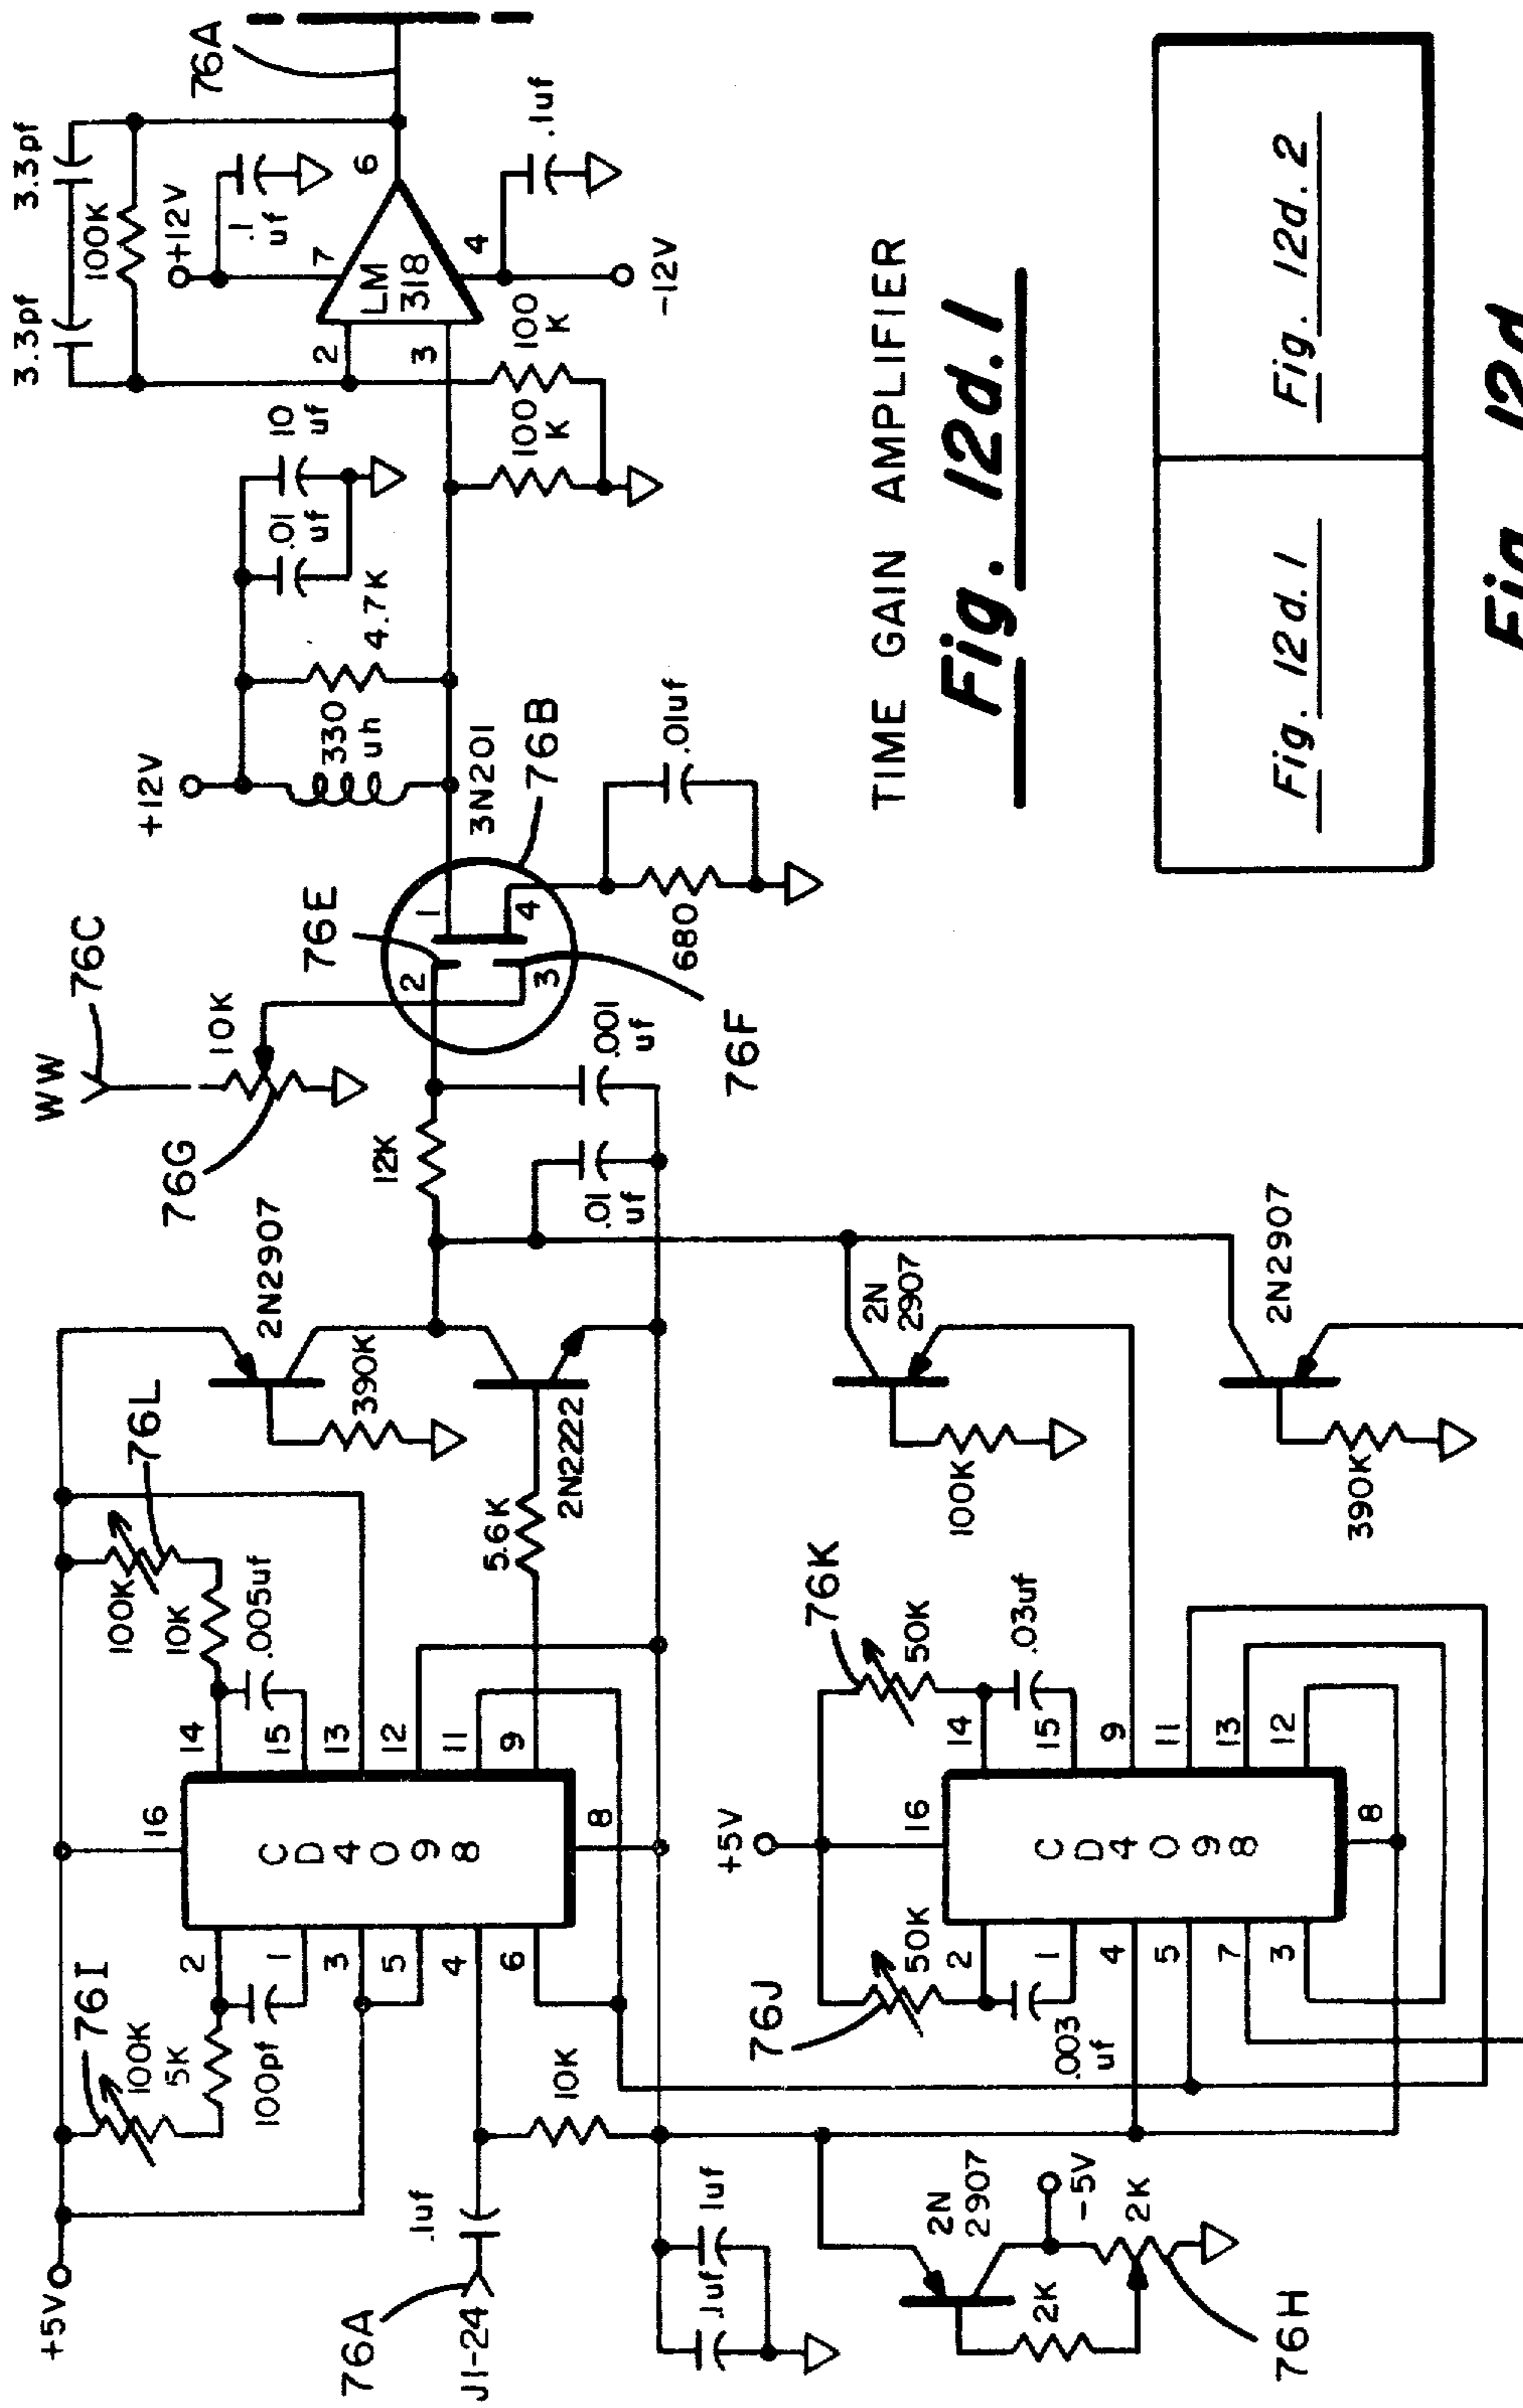 +5V
76I
100K
5K
100pf
2
1
3
5
4
6
16
CD4098
8
14
15
13
12
11
9
100K
76L
10K
.005uf
5.6K
2N2222
2N2907
390K
76A
J1-24
.1uf
10K
.1uf
1uf
2N
2907
-5V
2K
2K
76H
+5V
76J
50K
.003
uf
2
1
4
5
7
3
16
CD4098
8
14
15
9
11
13
12
76K
50K
.03uf
100K
2N
2907
390K
2N2907
WW
76C
76G
10K
12K
.01
uf
.001
uf
76E
76F
2
3
1
4
3N201
76B
680
.01uf
+12V
330
uh
4.7K
.01
uf
10
uf
100
K
100
K
3.3pf
3.3pf
100K
+12V
.1
uf
2
3
7
LM
318
4
6
.1uf
-12V
76A
TIME GAIN AMPLIFIER
Fig. 12d.1
Fig. 12d.1
Fig. 12d.2
Fig. 12d